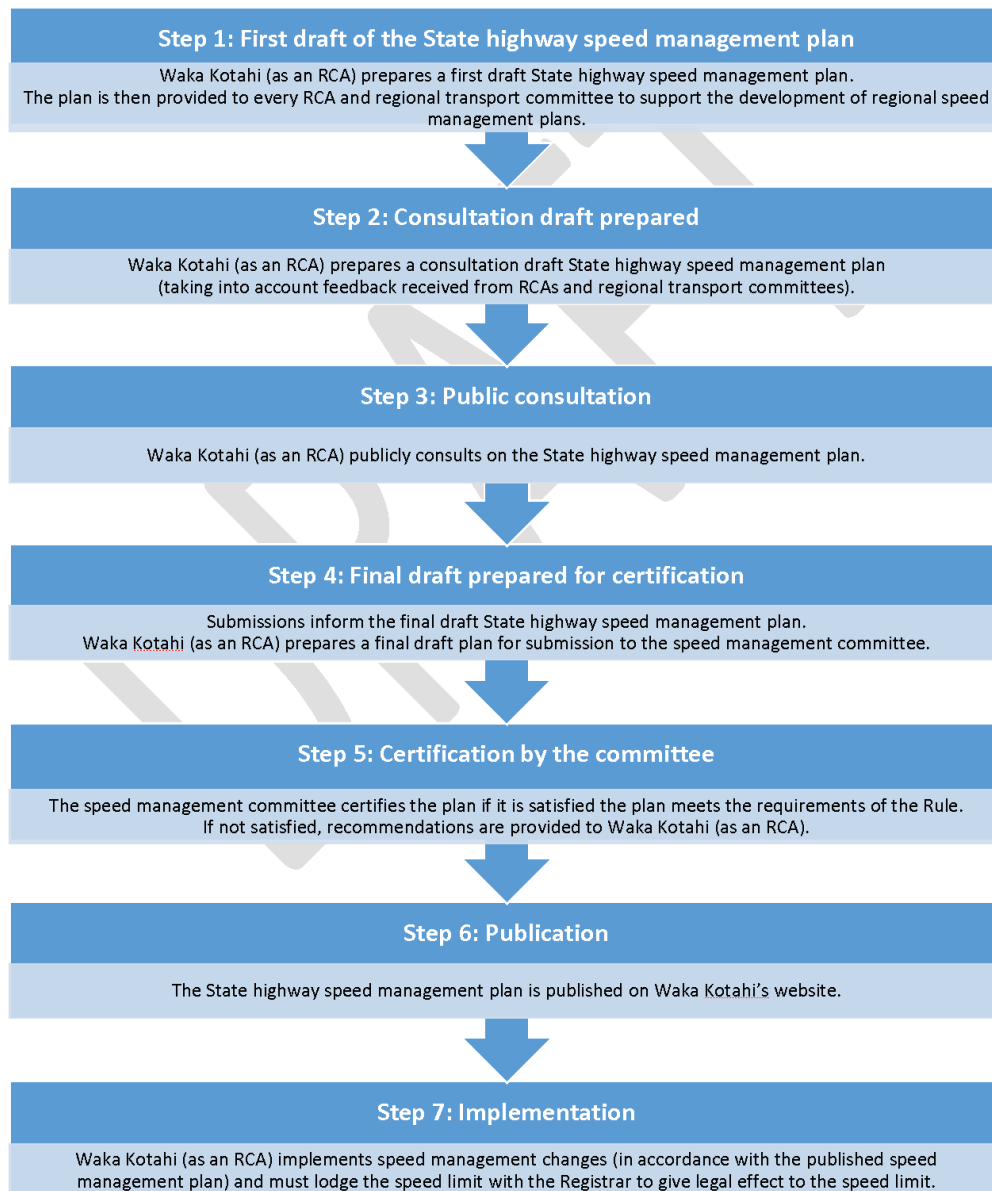 Step 1: First draft of the State highway speed management plan
Waka Kotahi (as an RCA) prepares a first draft State highway speed management plan.
The plan is then provided to every RCA and regional transport committee to support the development of regional speed
management plans.
Step 2: Consultation draft prepared
Waka Kotahi (as an RCA) prepares a consultation draft State highway speed management plan
(taking into account feedback received from RCAs and regional transport committees).
Step 3: Public consultation
Waka Kotahi (as an RCA) publicly consults on the State highway speed management plan.
Step 4: Final draft prepared for certification
Submissions inform the final draft State highway speed management plan.
Waka Kotahi (as an RCA) prepares a final draft plan for submission to the speed management committee.
Step 5: Certification by the committee
The speed management committee certifies the plan if it is satisfied the plan meets the requirements of the Rule.
If not satisfied, recommendations are provided to Waka Kotahi (as an RCA).
Step 6: Publication
The State highway speed management plan is published on Waka Kotahi’s website.
Step 7: Implementation
Waka Kotahi (as an RCA) implements speed management changes (in accordance with the published speed
management plan) and must lodge the speed limit with the Registrar to give legal effect to the speed limit.
DRAFT